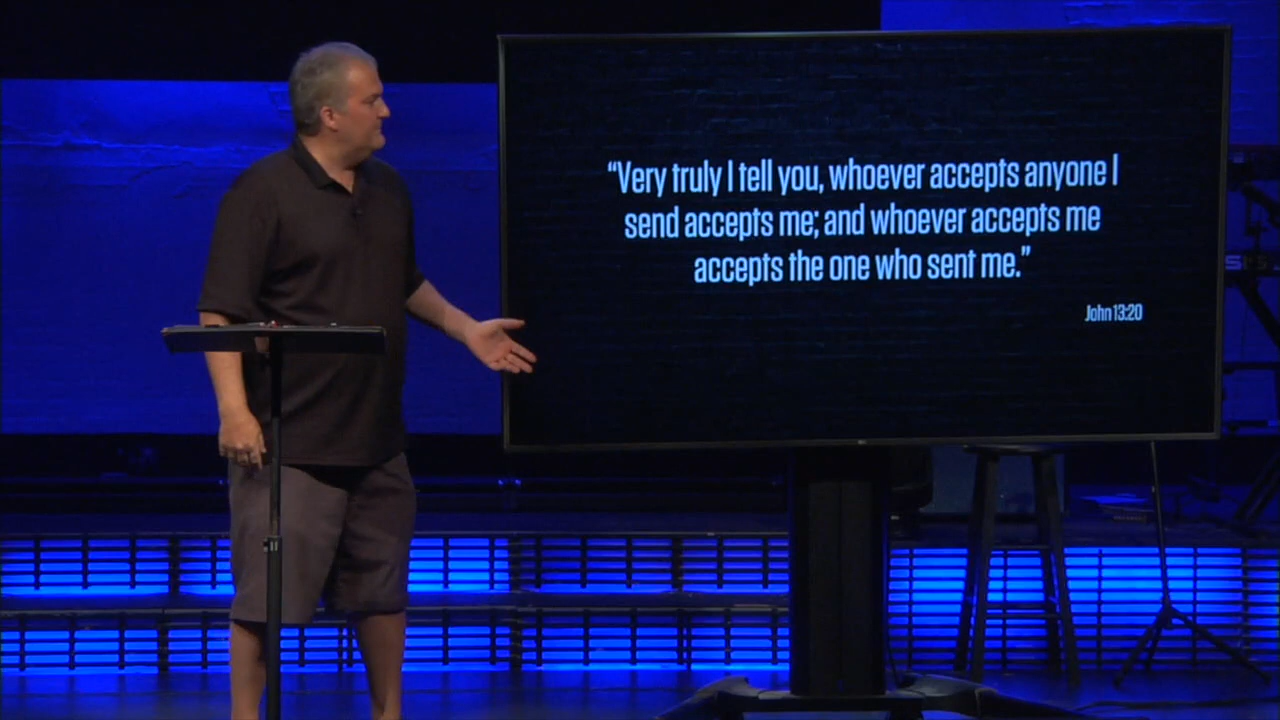 “Very truly I tell you, whoever accepts anyone I
send accepts me; and whoever accepts me
accepts the one who sent me.”
John 13:20